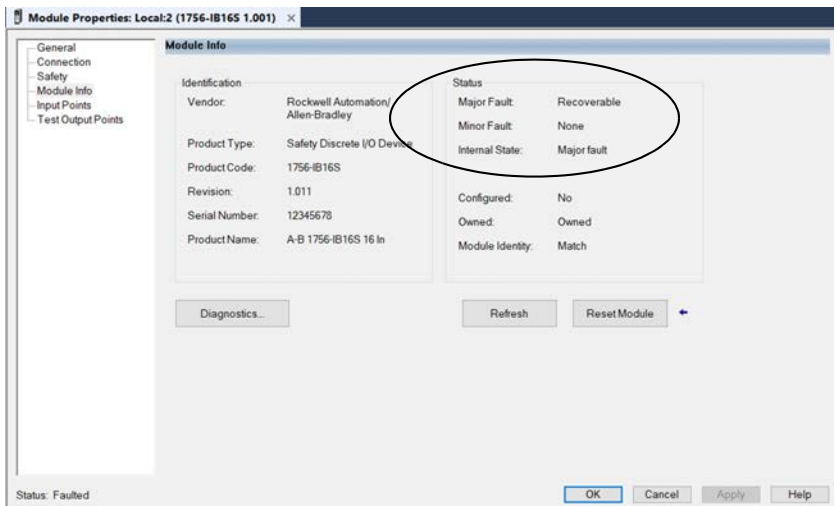 Module Properties: Local:2 (1756-IB16S 1.001) ×
General
Connection
Safety
Module Info
Input Points
Test Output Points
Module Info
Identification
Vendor: Rockwell Automation/
Allen-Bradley
Product Type: Safety Discrete I/O Device
Product Code: 1756-IB16S
Revision: 1.011
Serial Number: 12345678
Product Name: A-B 1756-IB16S 16 In
Status
Major Fault: Recoverable
Minor Fault: None
Internal State: Major fault
Configured: No
Owned: Owned
Module Identity: Match
Diagnostics...
Refresh
Reset Module
Status: Faulted
OK
Cancel
Apply
Help